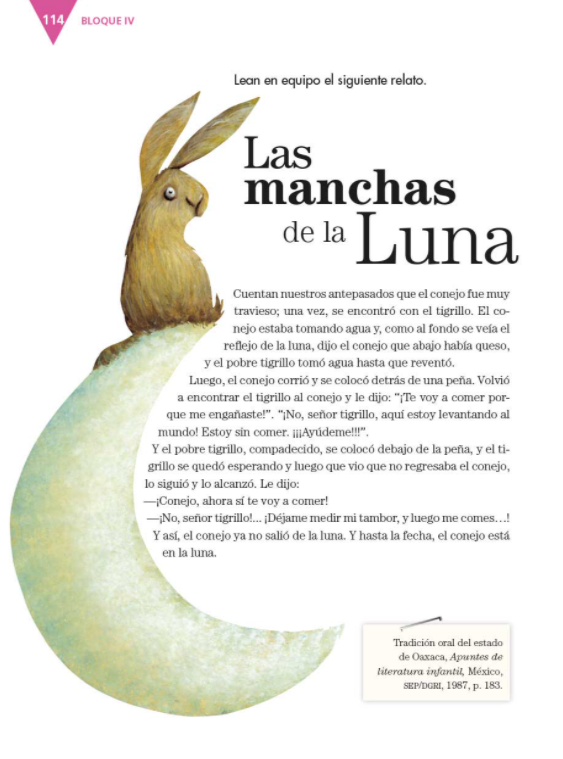 114 BLOQUE IV
Lean en equipo el siguiente relato.
Las
manchas
de la Luna
Cuentan nuestros antepasados que el conejo fue muy
travieso; una vez, se encontró con el tigrillo. El co-
nejo estaba tomando agua y, como al fondo se veía el
reflejo de la luna, dijo el conejo que abajo había queso,
y el pobre tigrillo tomó agua hasta que reventó.
Luego, el conejo corrió y se colocó detrás de una peña. Volvió
a encontrar el tigrillo al conejo y le dijo: “¡Te voy a comer por-
que me engañaste!”. “¡No, señor tigrillo, aquí estoy levantando al
mundo! Estoy sin comer. ¡¡¡Ayúdeme!!!”.
Y el pobre tigrillo, compadecido, se colocó debajo de la peña, y el ti-
grillo se quedó esperando y luego que vio que no regresaba el conejo,
lo siguió y lo alcanzó. Le dijo:
—¡Conejo, ahora sí te voy a comer!
—¡No, señor tigrillo!... ¡Déjame medir mi tambor, y luego me comes…!
Y así, el conejo ya no salió de la luna. Y hasta la fecha, el conejo está
en la luna.
Tradición oral del estado
de Oaxaca, Apuntes de
literatura infantil, México,
SEP/DGRI, 1987, p. 183.